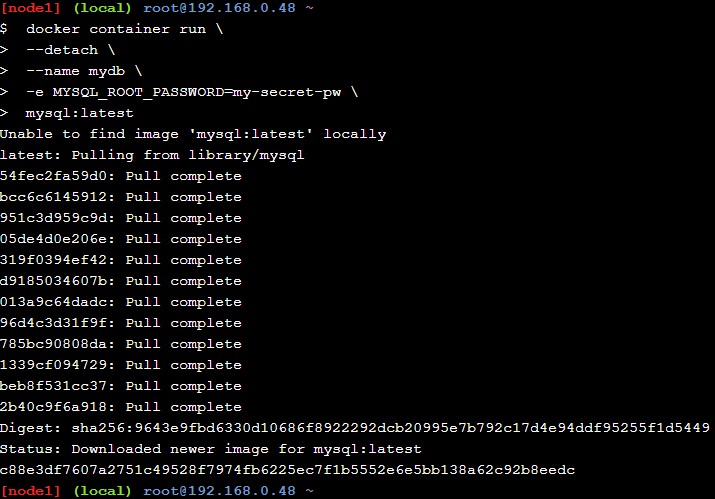 [node1] (local) root@192.168.0.48 ~
$  docker container run \
>  --detach \
>  --name mydb \
>  -e MYSQL_ROOT_PASSWORD=my-secret-pw \
>  mysql:latest
Unable to find image 'mysql:latest' locally
latest: Pulling from library/mysql
54fec2fa59d0: Pull complete
bcc6c6145912: Pull complete
951c3d959c9d: Pull complete
05de4d0e206e: Pull complete
319f0394ef42: Pull complete
d9185034607b: Pull complete
013a9c64dadc: Pull complete
96d4c3d31f9f: Pull complete
785bc90808da: Pull complete
1339cf094729: Pull complete
beb8f531cc37: Pull complete
2b40c9f6a918: Pull complete
Digest: sha256:9643e9fbd6330d10686f8922292dcb20995e7b792c17d4e94ddf95255f1d5449
Status: Downloaded newer image for mysql:latest
c88e3df7607a2751c49528f7974fb6225ec7f1b5552e6e5bb138a62c92b8eedc
[node1] (local) root@192.168.0.48 ~